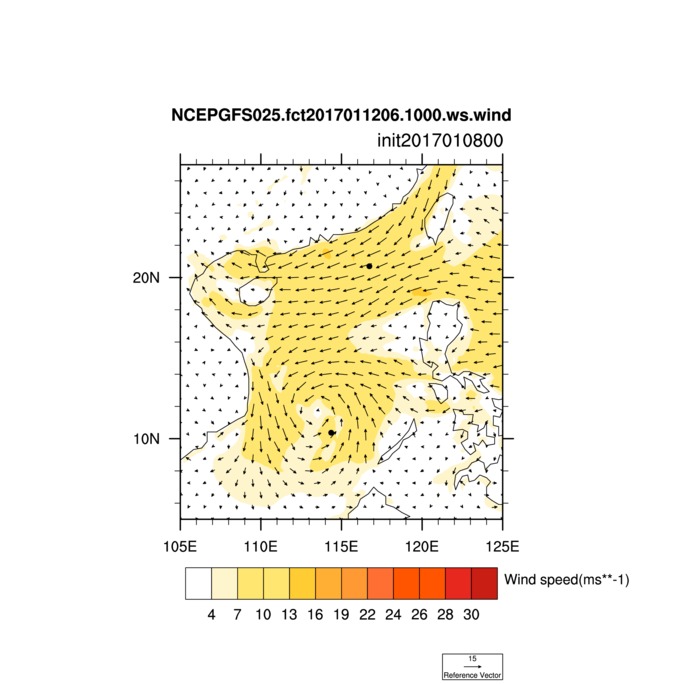 NCEPGFS025.fct2017011206.1000.ws.wind
init2017010800
20N
10N
105E 110E 115E 120E 125E
Wind speed(ms**-1)
4 7 10 13 16 19 22 24 26 28 30
15
Reference Vector